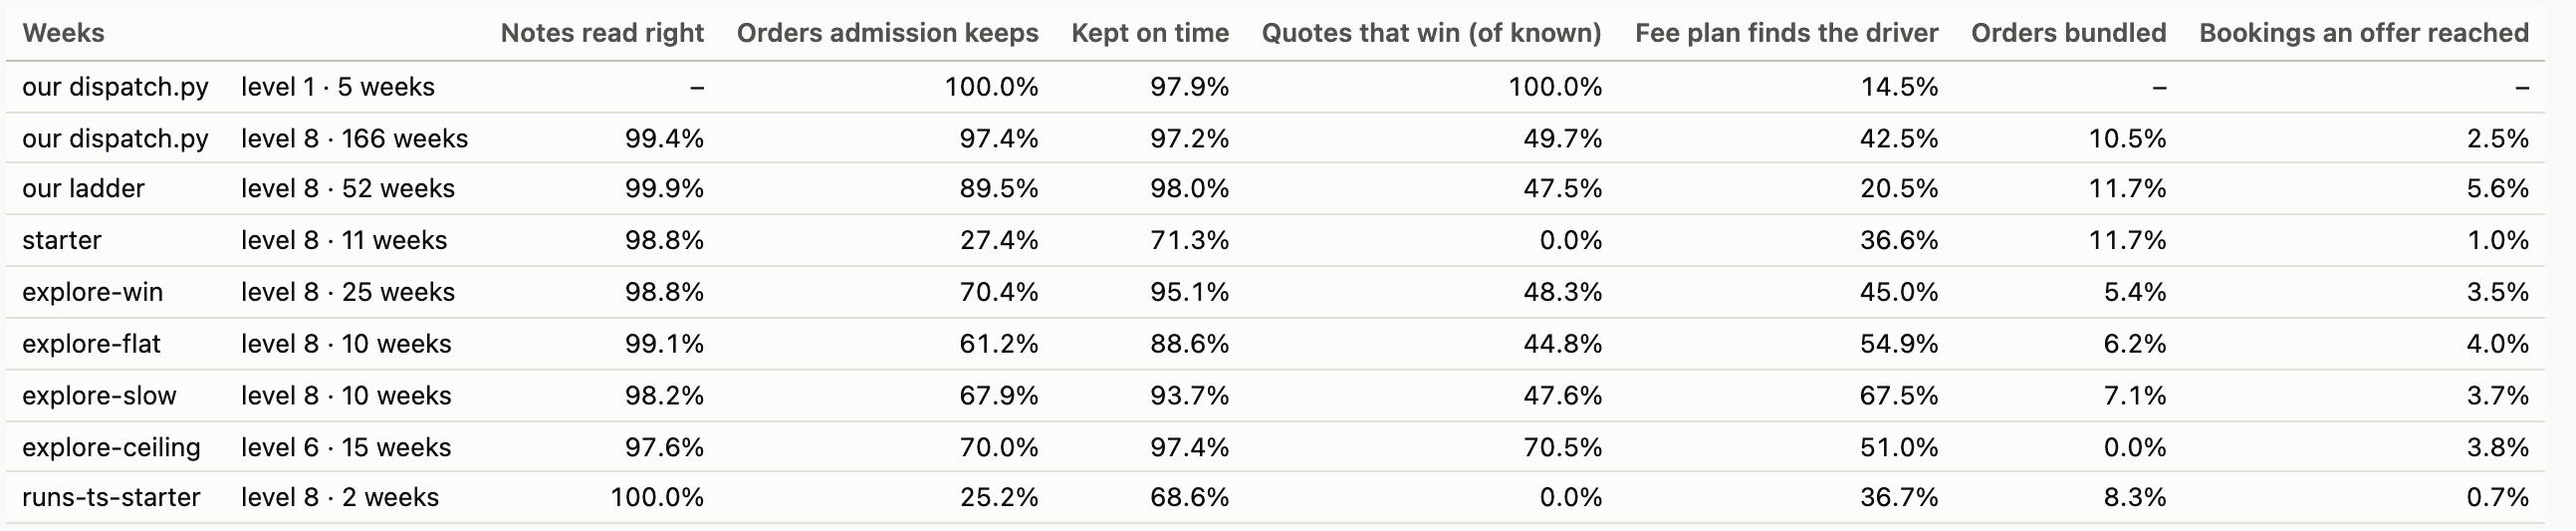 Weeks Notes read right Orders admission keeps Kept on time Quotes that win (of known) Fee plan finds the driver Orders bundled Bookings an offer reached
our dispatch.py level 1 · 5 weeks – 100.0% 97.9% 100.0% 14.5% – –
our dispatch.py level 8 · 166 weeks 99.4% 97.4% 97.2% 49.7% 42.5% 10.5% 2.5%
our ladder level 8 · 52 weeks 99.9% 89.5% 98.0% 47.5% 20.5% 11.7% 5.6%
starter level 8 · 11 weeks 98.8% 27.4% 71.3% 0.0% 36.6% 11.7% 1.0%
explore-win level 8 · 25 weeks 98.8% 70.4% 95.1% 48.3% 45.0% 5.4% 3.5%
explore-flat level 8 · 10 weeks 99.1% 61.2% 88.6% 44.8% 54.9% 6.2% 4.0%
explore-slow level 8 · 10 weeks 98.2% 67.9% 93.7% 47.6% 67.5% 7.1% 3.7%
explore-ceiling level 6 · 15 weeks 97.6% 70.0% 97.4% 70.5% 51.0% 0.0% 3.8%
runs-ts-starter level 8 · 2 weeks 100.0% 25.2% 68.6% 0.0% 36.7% 8.3% 0.7%